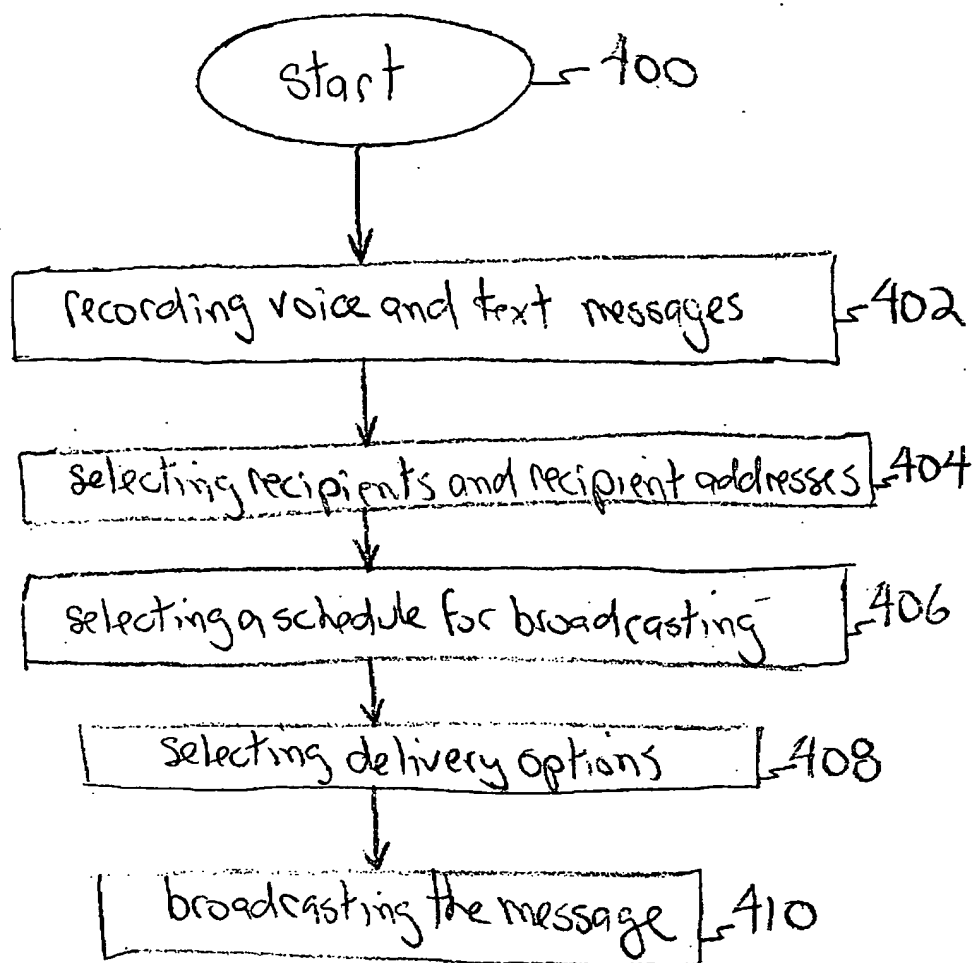 start
400
recording voice and text messages
402
selecting recipients and recipient addresses
404
selecting a schedule for broadcasting
406
selecting delivery options
408
broadcasting the message
410